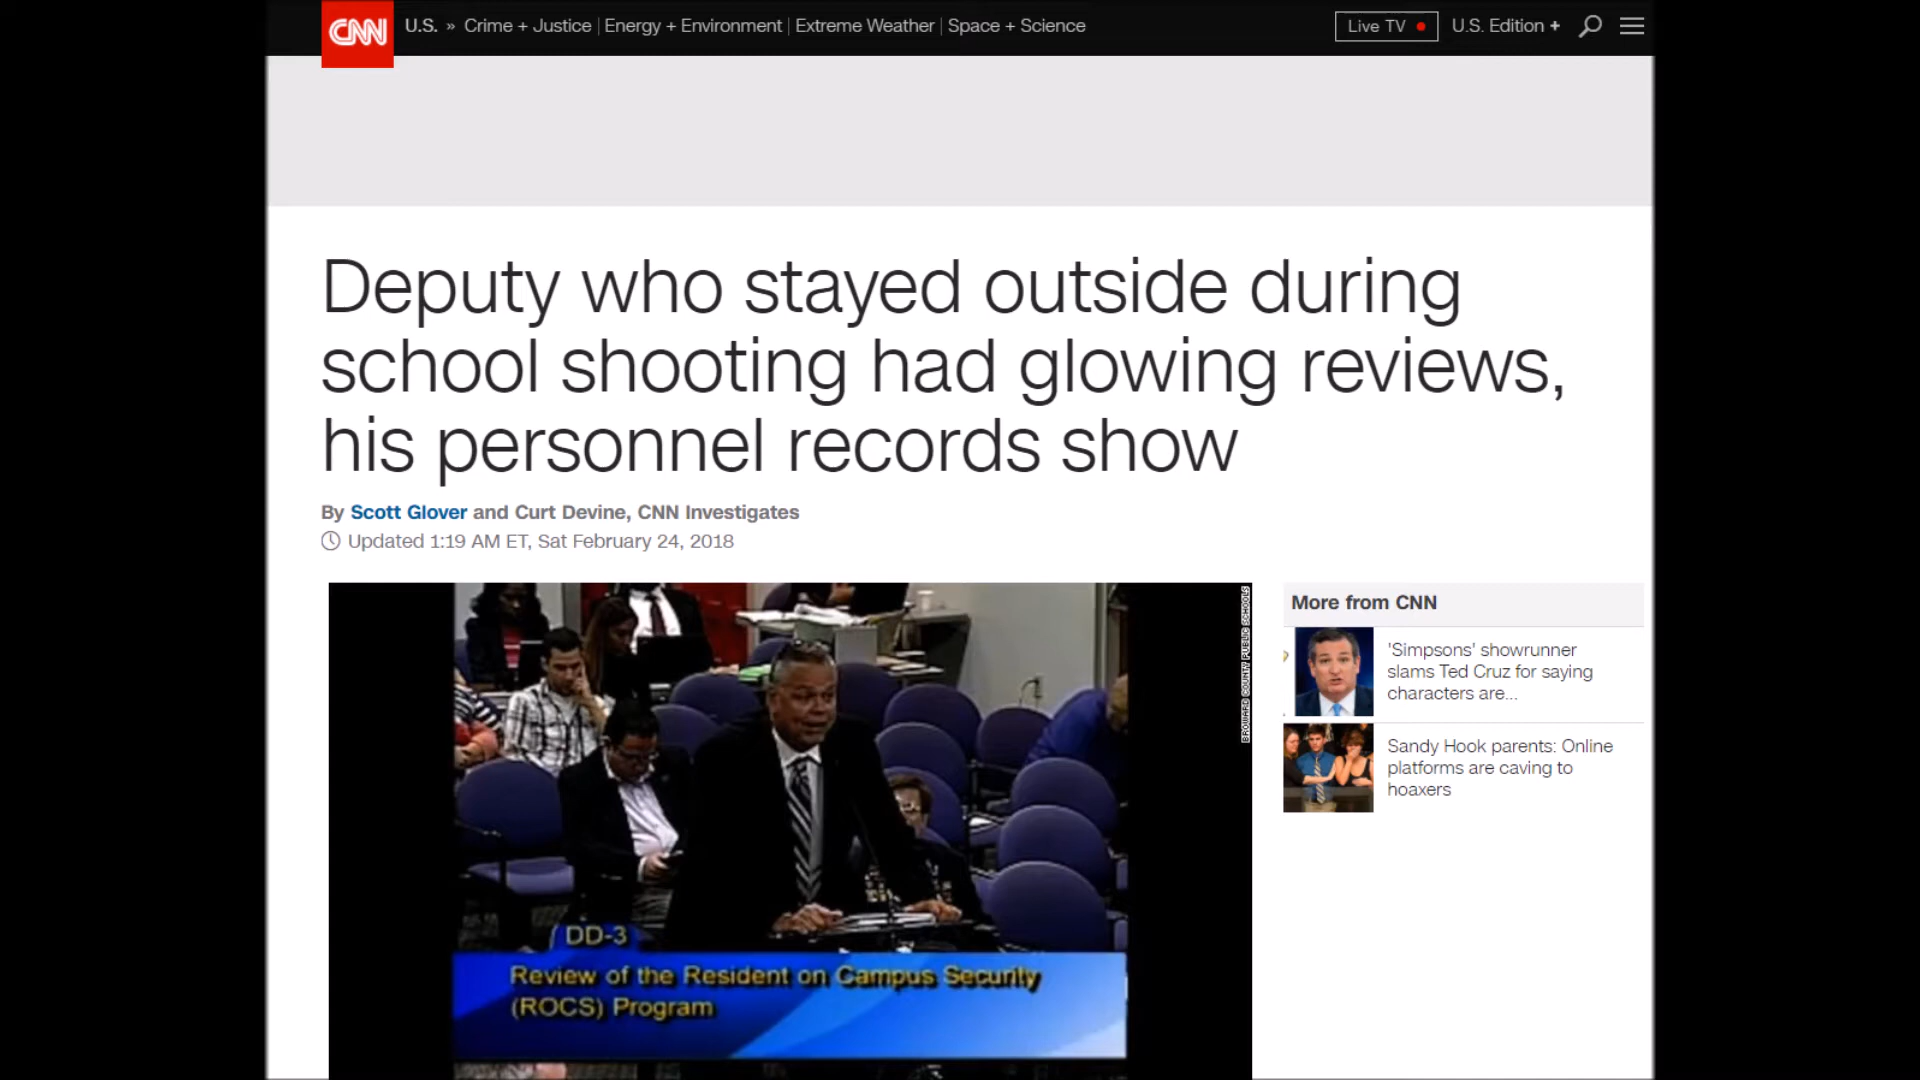 CNN U.S. » Crime + Justice | Energy + Environment | Extreme Weather | Space + Science Live TV U.S. Edition +
Deputy who stayed outside during
school shooting had glowing reviews,
his personnel records show
By Scott Glover and Curt Devine, CNN Investigates
Updated 1:19 AM ET, Sat February 24, 2018
BROWARD COUNTY PUBLIC SCHOOLS
DD-3
Review of the Resident on Campus Security
(ROCS) Program
More from CNN
'Simpsons' showrunner
slams Ted Cruz for saying
characters are...
Sandy Hook parents: Online
platforms are caving to
hoaxers